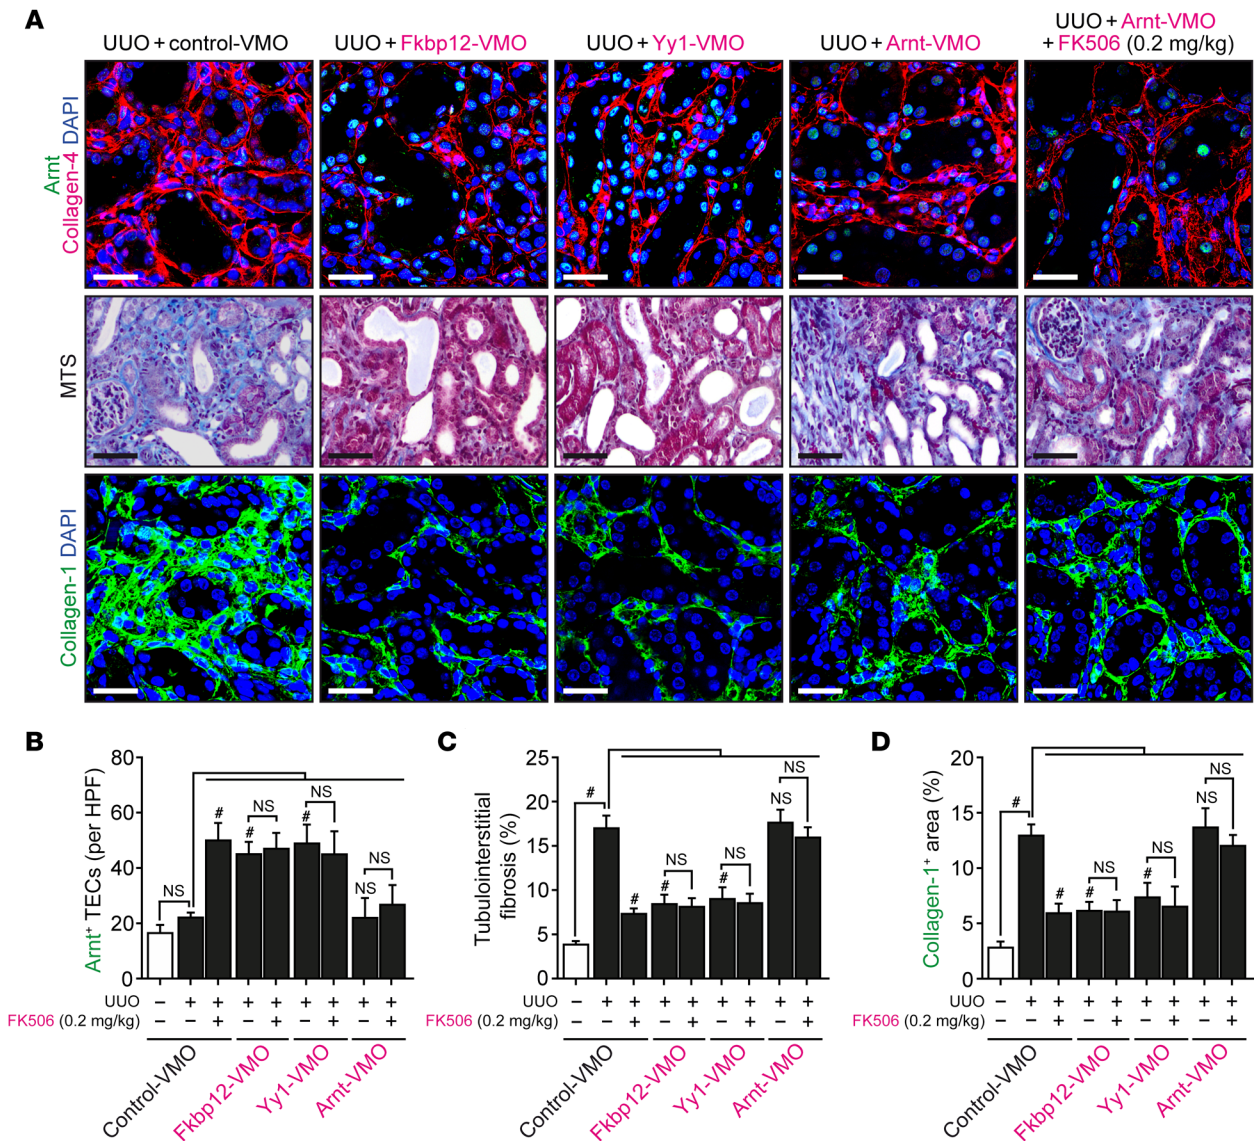 A
UUO + control-VMO
UUO + Fkbp12-VMO
UUO + Yy1-VMO
UUO + Arnt-VMO
UUO + Arnt-VMO
+ FK506 (0.2 mg/kg)
Arnt
Collagen-4 DAPI
MTS
Collagen-1 DAPI
B
80
60
40
20
0
Arnt+ TECs (per HPF)
NS
#
#
NS
#
NS
NS
NS
UUO
− + + + + + + + +
FK506 (0.2 mg/kg)
− − + − + − + − +
Control-VMO
Fkbp12-VMO
Yy1-VMO
Arnt-VMO
C
25
20
15
10
5
0
Tubulointerstitial
fibrosis (%)
#
#
#
NS
#
NS
NS
NS
UUO
− + + + + + + + +
FK506 (0.2 mg/kg)
− − + − + − + − +
Control-VMO
Fkbp12-VMO
Yy1-VMO
Arnt-VMO
D
20
15
10
5
0
Collagen-1+ area (%)
#
#
#
NS
#
NS
NS
NS
UUO
− + + + + + + + +
FK506 (0.2 mg/kg)
− − + − + − + − +
Control-VMO
Fkbp12-VMO
Yy1-VMO
Arnt-VMO